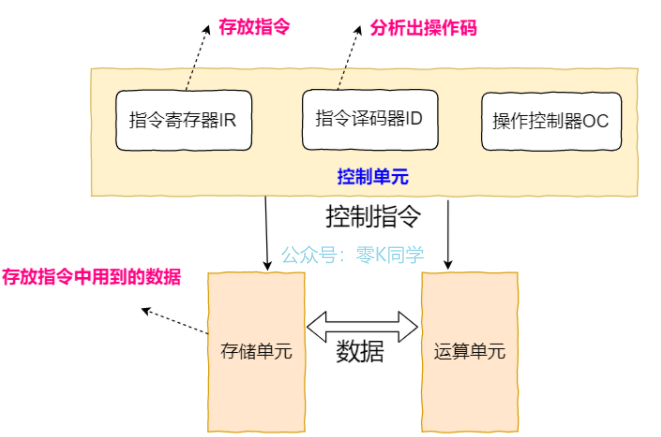 存放指令
分析出操作码
指令寄存器IR
指令译码器ID
操作控制器OC
控制单元
控制指令
公众号：零K同学
存放指令中用到的数据
存储单元
数据
运算单元